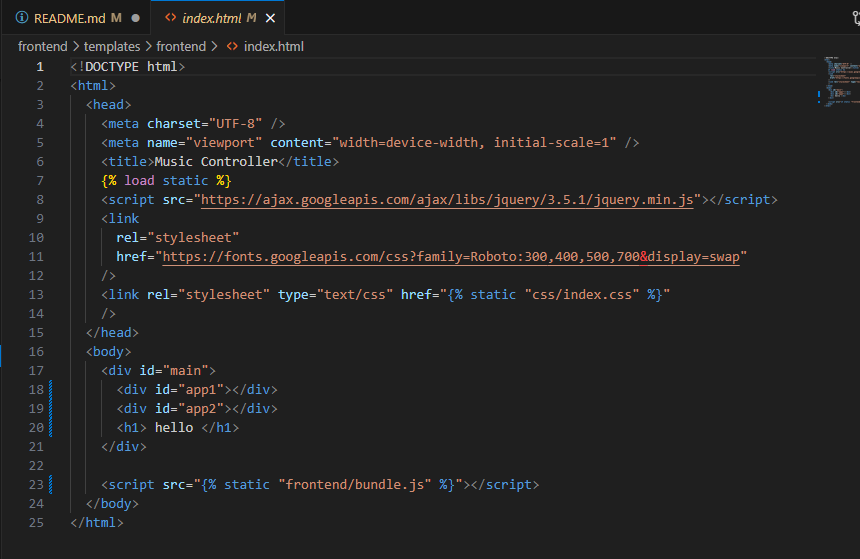 README.md M
index.html M
frontend > templates > frontend > index.html
1 <!DOCTYPE html>
2 <html>
3 <head>
4 <meta charset="UTF-8" />
5 <meta name="viewport" content="width=device-width, initial-scale=1" />
6 <title>Music Controller</title>
7 {% load static %}
8 <script src="https://ajax.googleapis.com/ajax/libs/jquery/3.5.1/jquery.min.js"></script>
9 <link
10 rel="stylesheet"
11 href="https://fonts.googleapis.com/css?family=Roboto:300,400,500,700&display=swap"
12 />
13 <link rel="stylesheet" type="text/css" href="{% static "css/index.css" %}"
14 />
15 </head>
16 <body>
17 <div id="main">
18 <div id="app1"></div>
19 <div id="app2"></div>
20 <h1> hello </h1>
21 </div>
22
23 <script src="{% static "frontend/bundle.js" %}"></script>
24 </body>
25 </html>